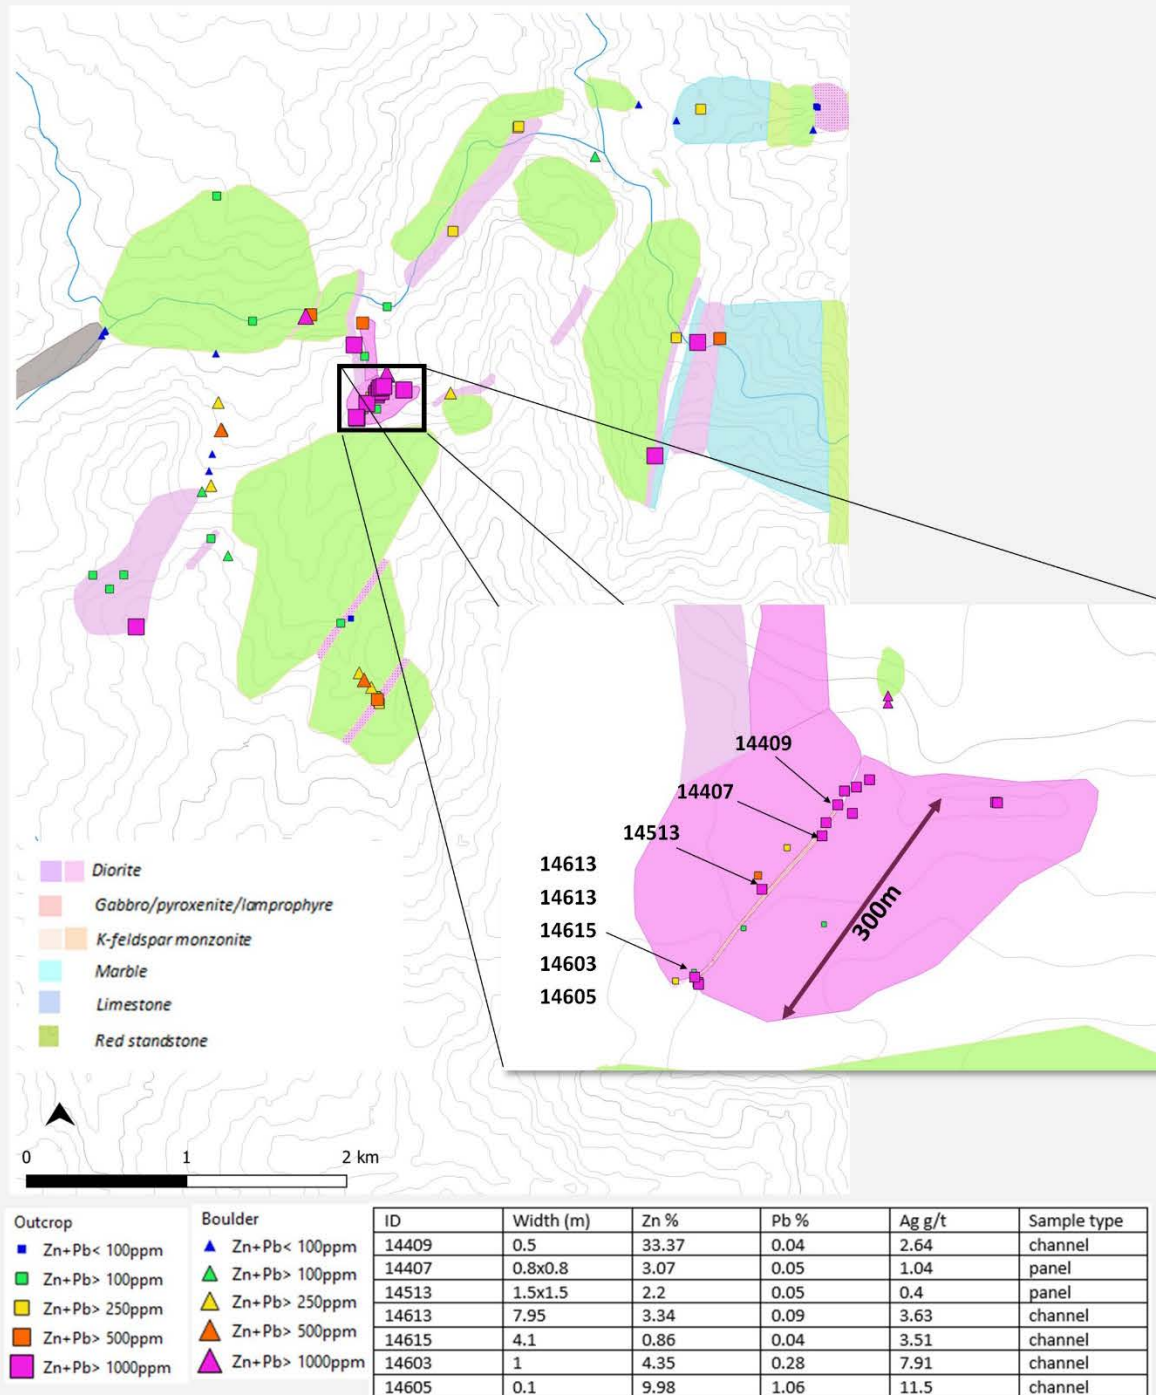 14409
14407
14513
14613
14613
14615
14603
14605
300m
Diorite
Gabbro/pyroxenite/lamprophyre
K-feldspar monzonite
Marble
Limestone
Red standstone
0 1 2 km
Outcrop
Zn+Pb< 100ppm
Zn+Pb> 100ppm
Zn+Pb> 250ppm
Zn+Pb> 500ppm
Zn+Pb> 1000ppm
Boulder
Zn+Pb< 100ppm
Zn+Pb> 100ppm
Zn+Pb> 250ppm
Zn+Pb> 500ppm
Zn+Pb> 1000ppm
ID Width (m) Zn % Pb % Ag g/t Sample type
14409 0.5 33.37 0.04 2.64 channel
14407 0.8x0.8 3.07 0.05 1.04 panel
14513 1.5x1.5 2.2 0.05 0.4 panel
14613 7.95 3.34 0.09 3.63 channel
14615 4.1 0.86 0.04 3.51 channel
14603 1 4.35 0.28 7.91 channel
14605 0.1 9.98 1.06 11.5 channel